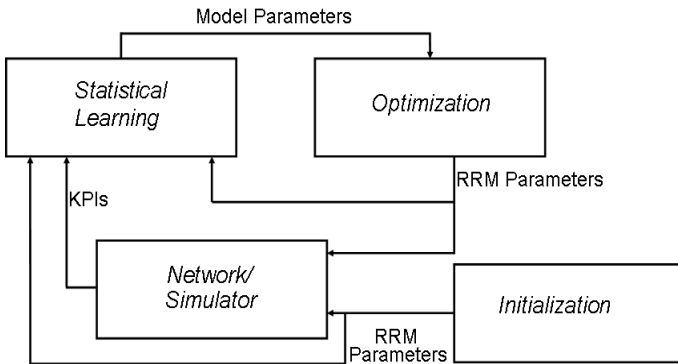 Model Parameters
Statistical
Learning
Optimization
RRM Parameters
KPIs
Network/
Simulator
Initialization
RRM
Parameters